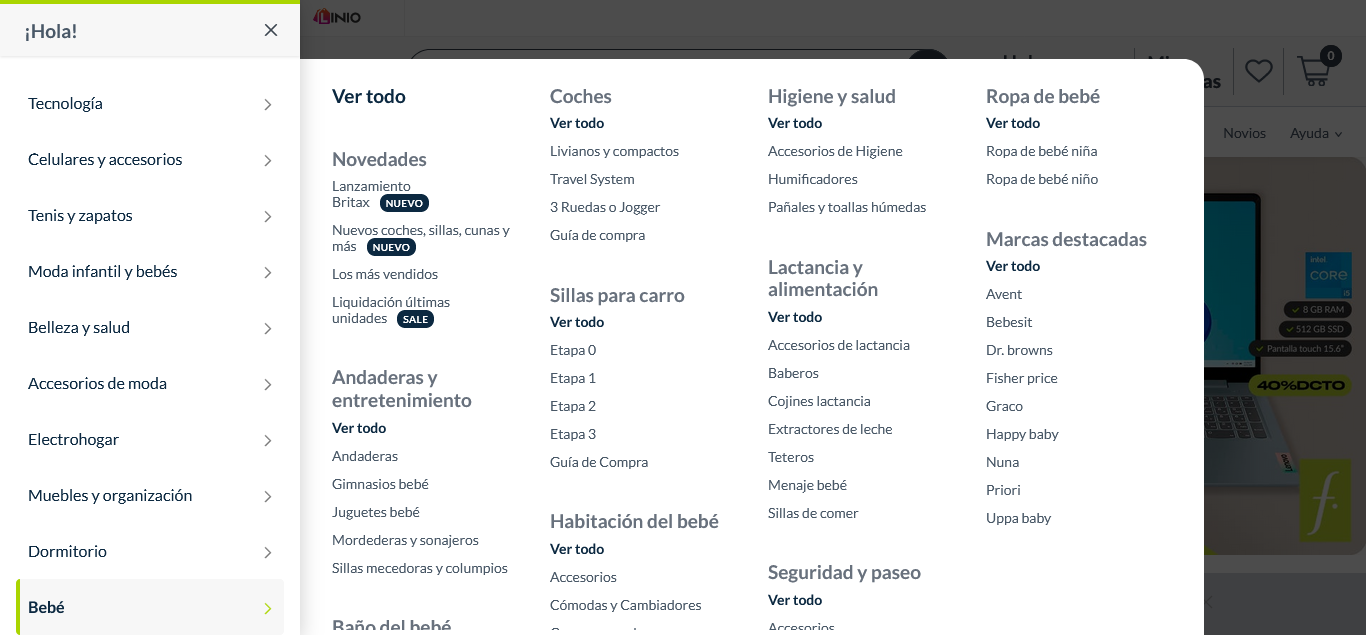 ¡Hola!
Tecnología
Celulares y accesorios
Tenis y zapatos
Moda infantil y bebés
Belleza y salud
Accesorios de moda
Electrohogar
Muebles y organización
Dormitorio
Bebé
LINIO
Ver todo
Novedades
Lanzamiento
Britax NUEVO
Nuevos coches, sillas, cunas y
más NUEVO
Los más vendidos
Liquidación últimas
unidades SALE
Andaderas y
entretenimiento
Ver todo
Andaderas
Gimnasios bebé
Juguetes bebé
Mordederas y sonajeros
Sillas mecedoras y columpios
Baño del bebé
Coches
Ver todo
Livianos y compactos
Travel System
3 Ruedas o Jogger
Guía de compra
Sillas para carro
Ver todo
Etapa 0
Etapa 1
Etapa 2
Etapa 3
Guía de Compra
Habitación del bebé
Ver todo
Accesorios
Cómodas y Cambiadores
Higiene y salud
Ver todo
Accesorios de Higiene
Humificadores
Pañales y toallas húmedas
Lactancia y
alimentación
Ver todo
Accesorios de lactancia
Baberos
Cojines lactancia
Extractores de leche
Teteros
Menaje bebé
Sillas de comer
Seguridad y paseo
Ver todo
Accesorios
Ropa de bebé
Ver todo
Ropa de bebé niña
Ropa de bebé niño
Marcas destacadas
Ver todo
Avent
Bebesit
Dr. browns
Fisher price
Graco
Happy baby
Nuna
Priori
Uppa baby
0
Novios
Ayuda
intel
CORE
i5
8 GB RAM
512 GB SSD
Pantalla touch 15.6"
40%DCTO
f.